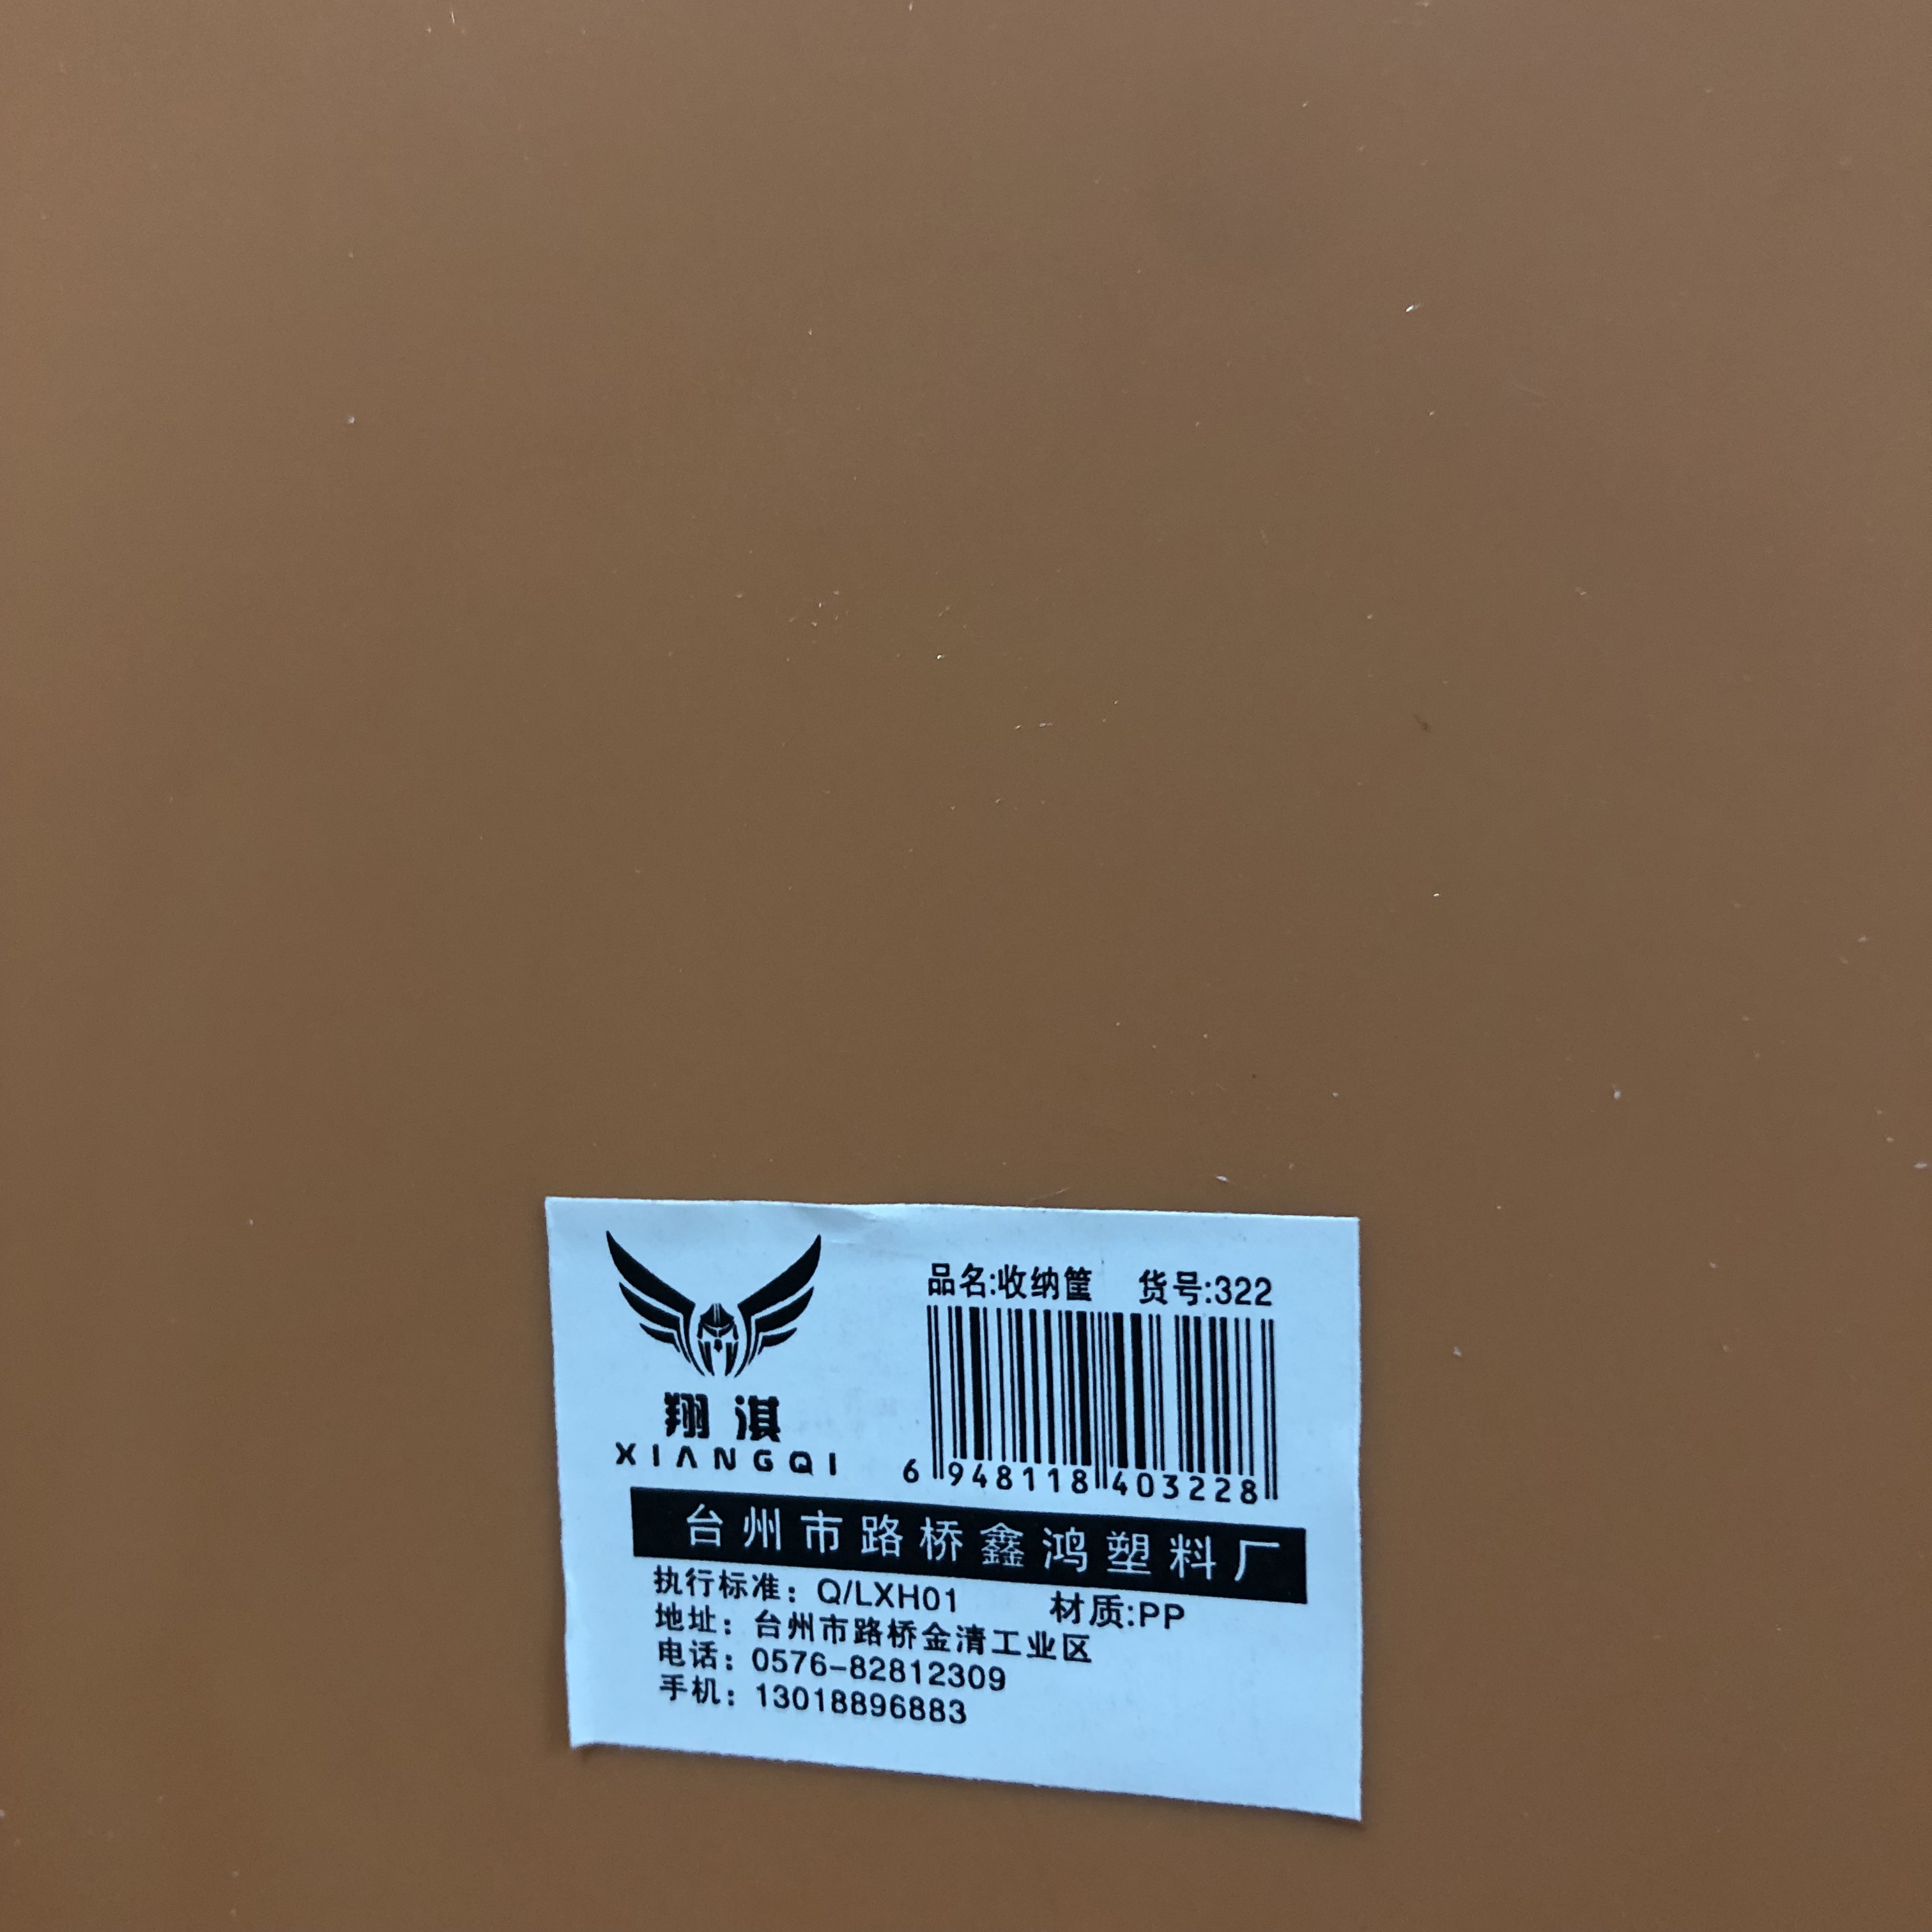 翔淇
XIANGQI
品名:收纳筐 货号:322
6 948118 403228
台州市路桥鑫鸿塑料厂
执行标准：Q/LXH01 材质:PP
地址：台州市路桥金清工业区
电话：0576-82812309
手机：13018896883